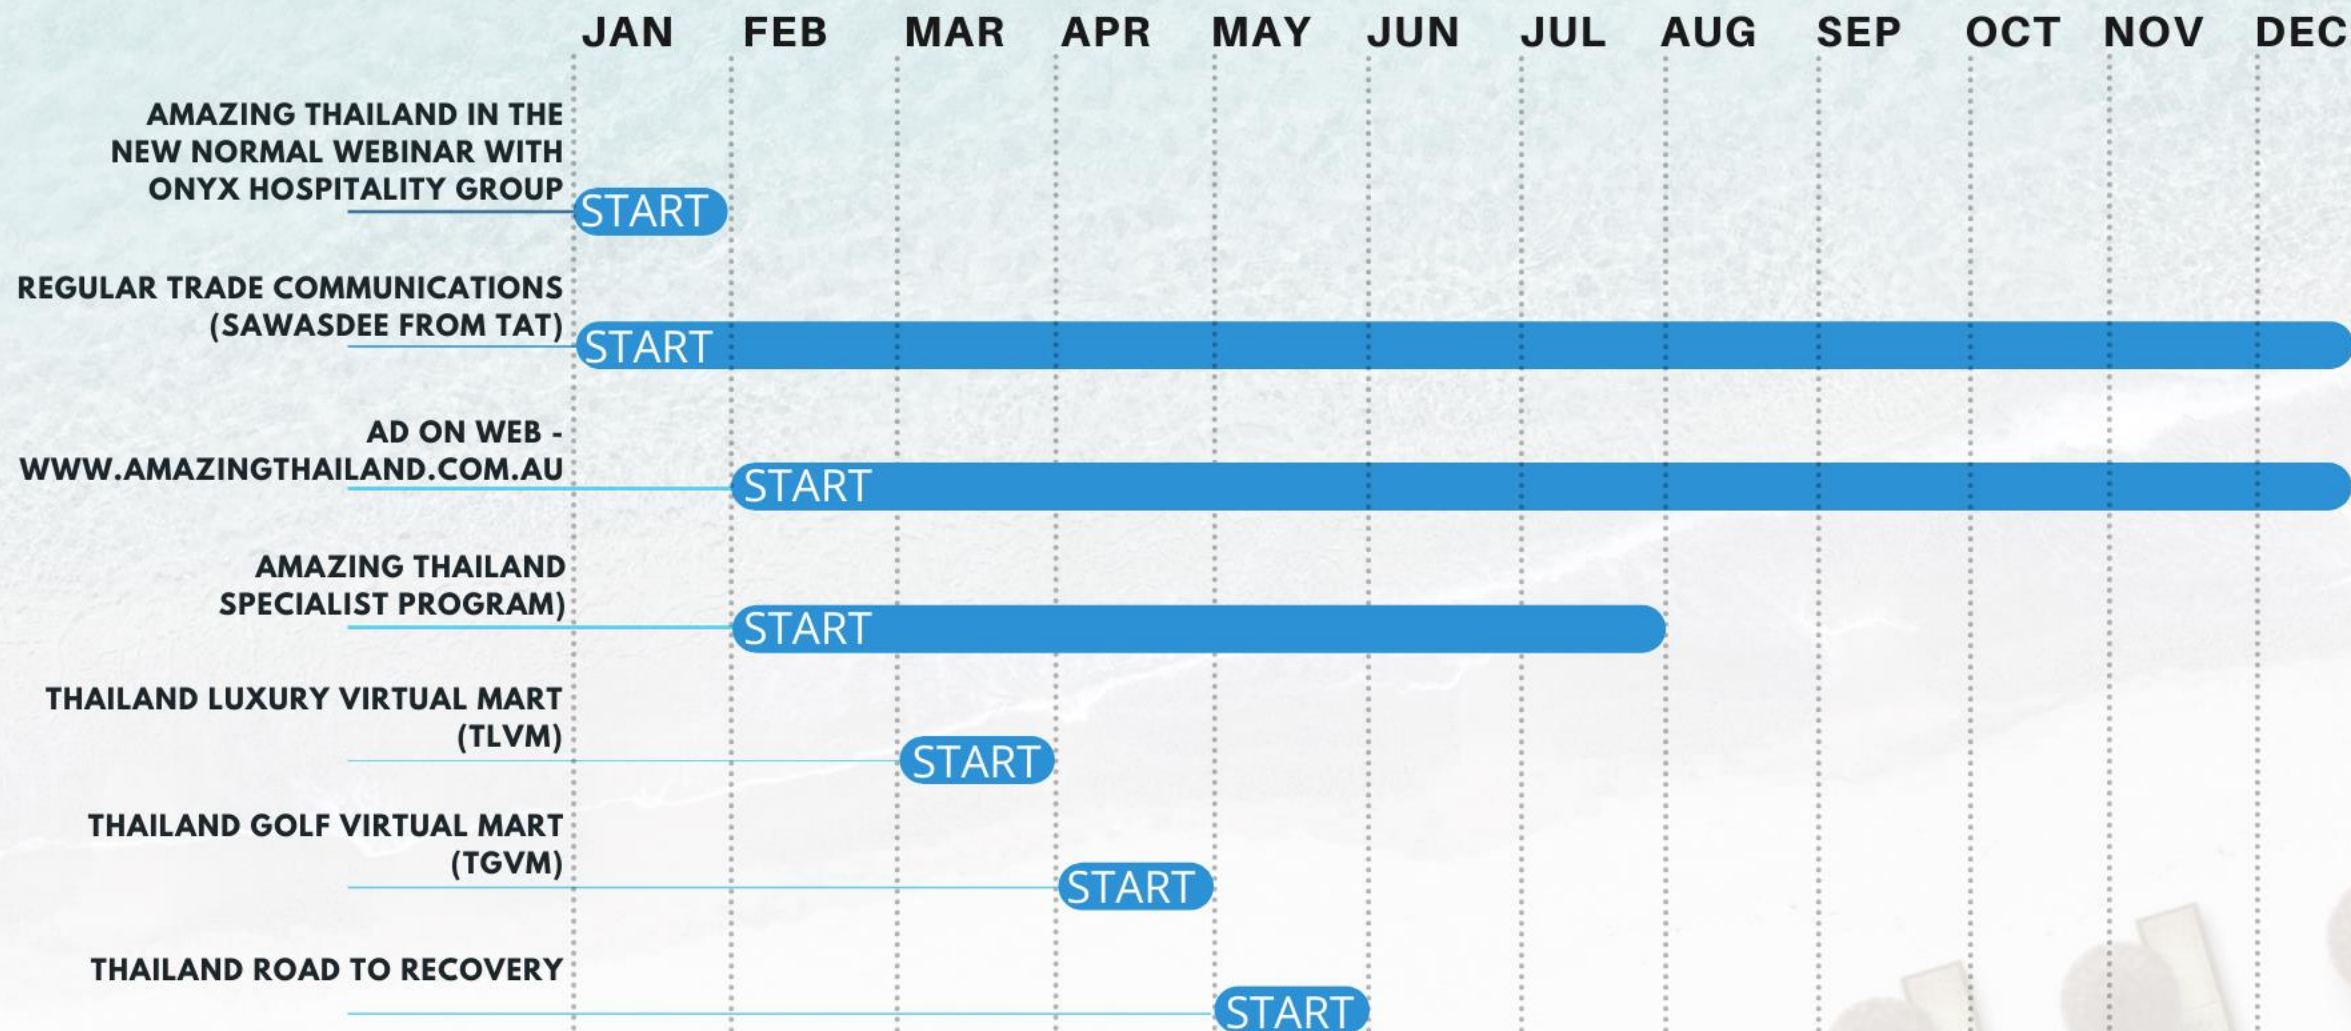 JAN FEB MAR APR MAY JUN JUL AUG SEP OCT NOV DEC
AMAZING THAILAND IN THE
NEW NORMAL WEBINAR WITH
ONYX HOSPITALITY GROUP
START
REGULAR TRADE COMMUNICATIONS
(SAWASDEE FROM TAT)
START
AD ON WEB -
WWW.AMAZINGTHAILAND.COM.AU
START
AMAZING THAILAND
SPECIALIST PROGRAM)
START
THAILAND LUXURY VIRTUAL MART
(TLVM)
START
THAILAND GOLF VIRTUAL MART
(TGVM)
START
THAILAND ROAD TO RECOVERY
START